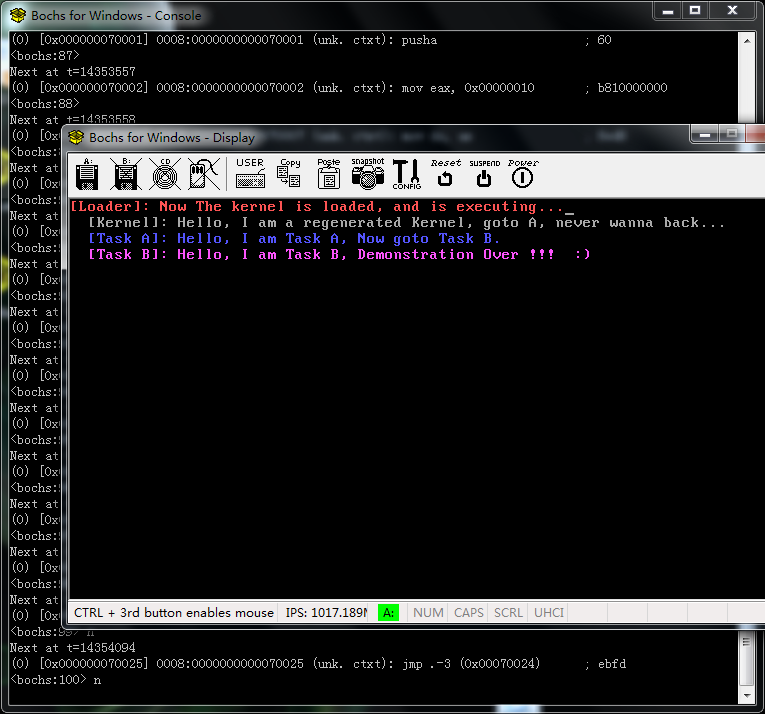 Bochs for Windows - Console
(0) [0x000000070001] 0008:0000000000070001 (unk. ctxt): pusha ; 60
<bochs:87>
Next at t=14353557
(0) [0x000000070002] 0008:0000000000070002 (unk. ctxt): mov eax, 0x00000010 ; b810000000
<bochs:88>
Next at t=14353558
(0) [0x
Bochs for Windows - Display
<bochs:
Next at
(0) [0x
<bochs:
Next at
(0) [0x
<bochs:
Next at
(0) [0x
<bochs:
Next at
(0) [0x
<bochs:
Next at
(0) [0x
<bochs:
Next at
(0) [0x
<bochs:
Next at
(0) [0x
<bochs:
Next at
(0) [0x
<bochs:
Next at
(0) [0x
<bochs:
Next at
(0) [0x
A: B: CD USER Copy Paste snapshot CONFIG Reset SUSPEND Power
[Loader]: Now The kernel is loaded, and is executing..._
[Kernel]: Hello, I am a regenerated Kernel, goto A, never wanna back...
[Task A]: Hello, I am Task A, Now goto Task B.
[Task B]: Hello, I am Task B, Demonstration Over !!! :)
CTRL + 3rd button enables mouse IPS: 1017.189M A: NUM CAPS SCRL UHCI
<bochs:99> n
Next at t=14354094
(0) [0x000000070025] 0008:0000000000070025 (unk. ctxt): jmp .-3 (0x00070024) ; ebfd
<bochs:100> n